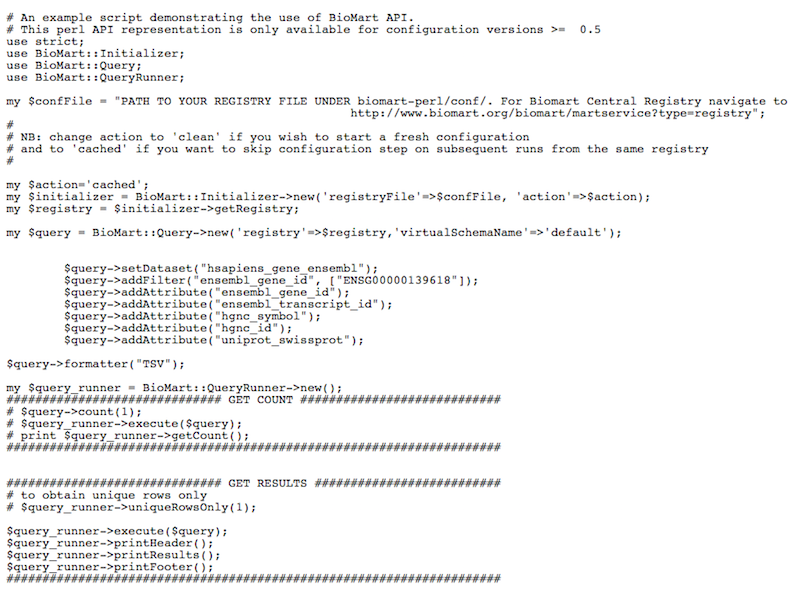 # An example script demonstrating the use of BioMart API.
# This perl API representation is only available for configuration versions >=  0.5
use strict;
use BioMart::Initializer;
use BioMart::Query;
use BioMart::QueryRunner;

my $confFile = "PATH TO YOUR REGISTRY FILE UNDER biomart-perl/conf/. For Biomart Central Registry navigate to
						http://www.biomart.org/biomart/martservice?type=registry";
#
# NB: change action to 'clean' if you wish to start a fresh configuration
# and to 'cached' if you want to skip configuration step on subsequent runs from the same registry
#

my $action='cached';
my $initializer = BioMart::Initializer->new('registryFile'=>$confFile, 'action'=>$action);
my $registry = $initializer->getRegistry;

my $query = BioMart::Query->new('registry'=>$registry,'virtualSchemaName'=>'default');


	$query->setDataset("hsapiens_gene_ensembl");
	$query->addFilter("ensembl_gene_id", ["ENSG00000139618"]);
	$query->addAttribute("ensembl_gene_id");
	$query->addAttribute("ensembl_transcript_id");
	$query->addAttribute("hgnc_symbol");
	$query->addAttribute("hgnc_id");
	$query->addAttribute("uniprot_swissprot");

$query->formatter("TSV");

my $query_runner = BioMart::QueryRunner->new();
############################## GET COUNT ############################
# $query->count(1);
# $query_runner->execute($query);
# print $query_runner->getCount();
#####################################################################


############################## GET RESULTS ##########################
# to obtain unique rows only
# $query_runner->uniqueRowsOnly(1);

$query_runner->execute($query);
$query_runner->printHeader();
$query_runner->printResults();
$query_runner->printFooter();
#####################################################################